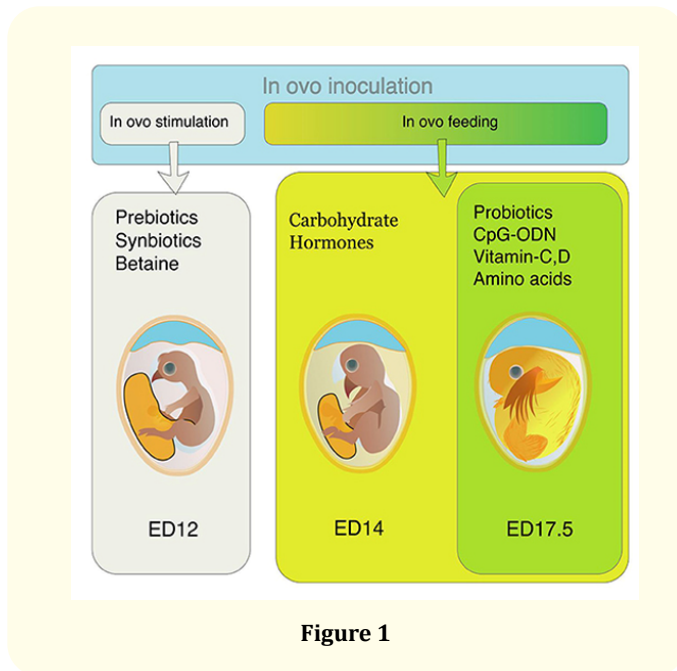 In ovo inoculation
In ovo stimulation
In ovo feeding
Prebiotics
Synbiotics
Betaine
ED12
Carbohydrate
Hormones
ED14
Probiotics
CpG-ODN
Vitamin-C,D
Amino acids
ED17.5
Figure 1